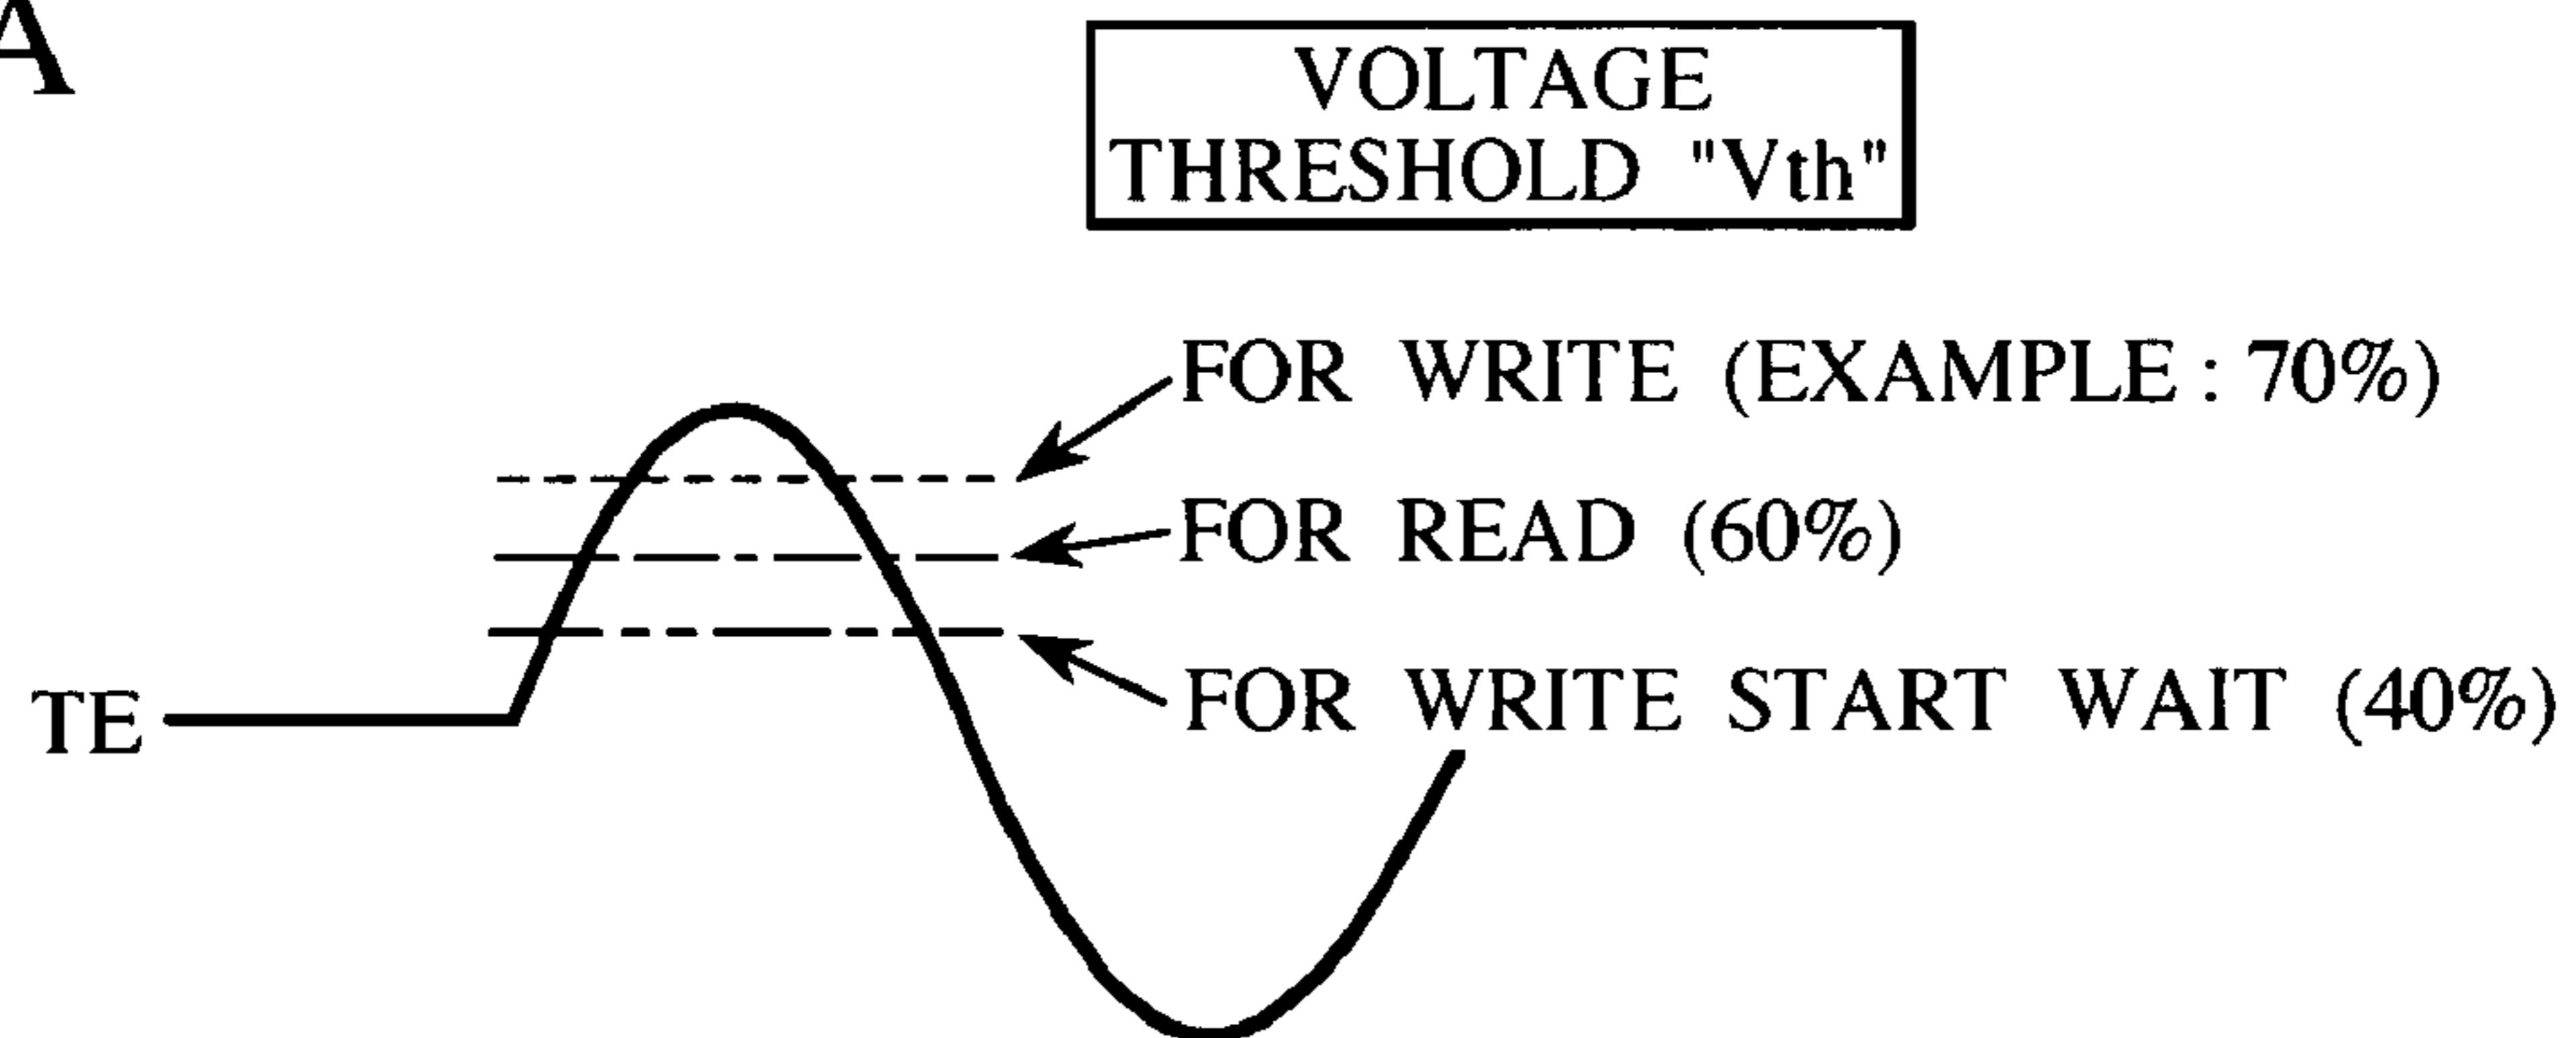 A
VOLTAGE
THRESHOLD "Vth"
FOR WRITE (EXAMPLE : 70%)
FOR READ (60%)
FOR WRITE START WAIT (40%)
TE